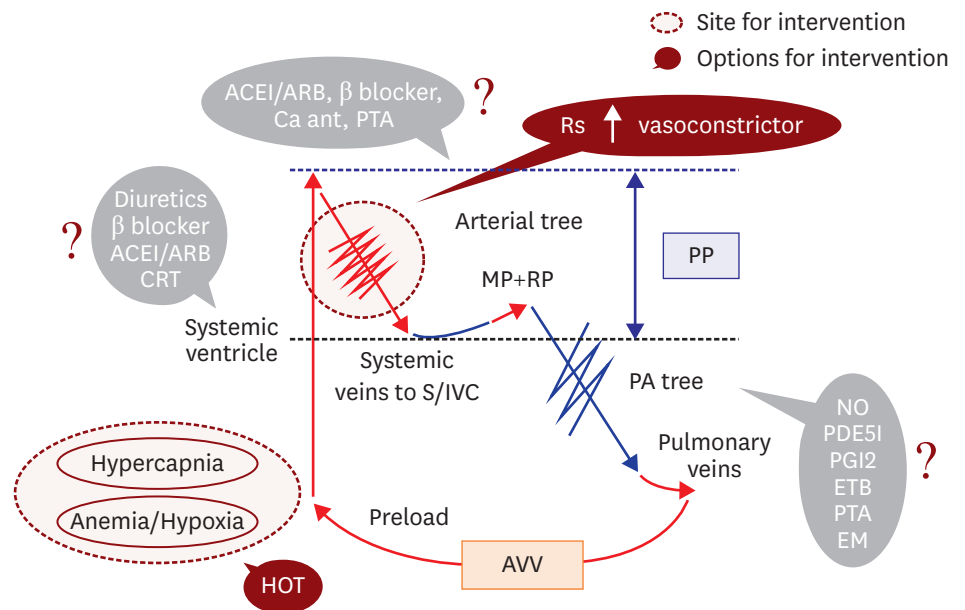 Site for intervention
Options for intervention
ACEI/ARB, β blocker,
Ca ant, PTA
?
Rs vasoconstrictor
Diuretics
β blocker
ACEI/ARB
CRT
?
Arterial tree
PP
MP+RP
Systemic
ventricle
Systemic
veins to S/IVC
PA tree
NO
PDE5I
PGI2
ETB
PTA
EM
?
Pulmonary
veins
Hypercapnia
Anemia/Hypoxia
Preload
AVV
HOT